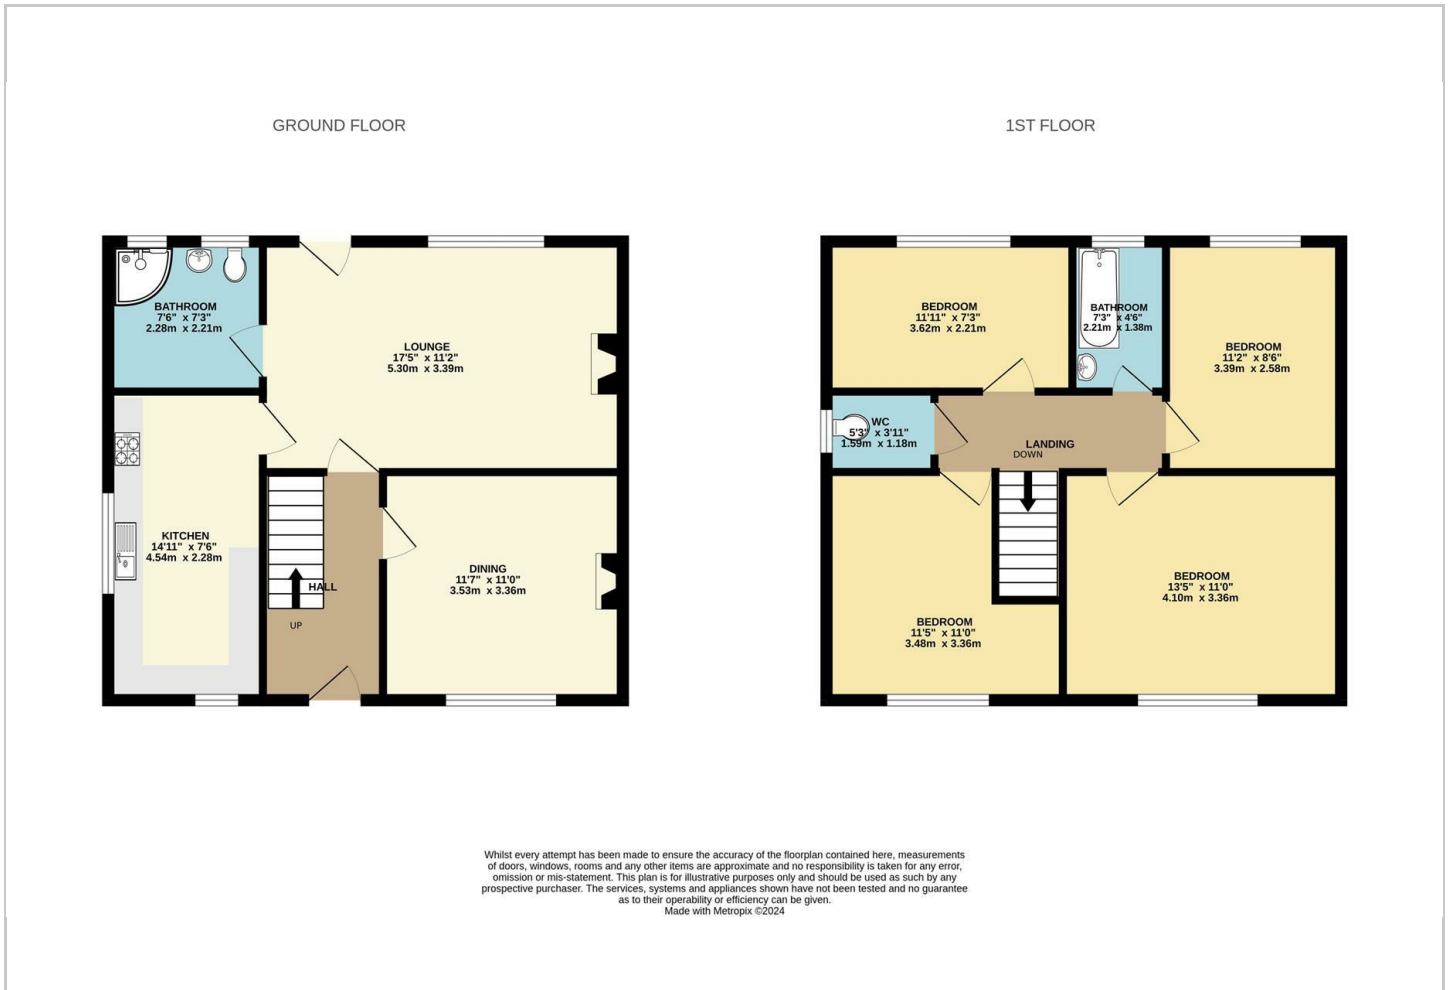 GROUND FLOOR
BATHROOM
7'6" x 7'3"
2.28m x 2.21m
LOUNGE
17'5" x 11'2"
5.30m x 3.39m
KITCHEN
14'11" x 7'6"
4.54m x 2.28m
HALL
UP
DINING
11'7" x 11'0"
3.53m x 3.36m
1ST FLOOR
BEDROOM
11'11" x 7'3"
3.62m x 2.21m
BATHROOM
7'3" x 4'6"
2.21m x 1.38m
BEDROOM
11'2" x 8'6"
3.39m x 2.58m
WC
5'3" x 3'11"
1.59m x 1.18m
LANDING
DOWN
BEDROOM
11'5" x 11'0"
3.48m x 3.36m
BEDROOM
13'5" x 11'0"
4.10m x 3.36m
Whilst every attempt has been made to ensure the accuracy of the floorplan contained here, measurements
of doors, windows, rooms and any other items are approximate and no responsibility is taken for any error,
omission or mis-statement. This plan is for illustrative purposes only and should be used as such by any
prospective purchaser. The services, systems and appliances shown have not been tested and no guarantee
as to their operability or efficiency can be given.
Made with Metropix ©2024